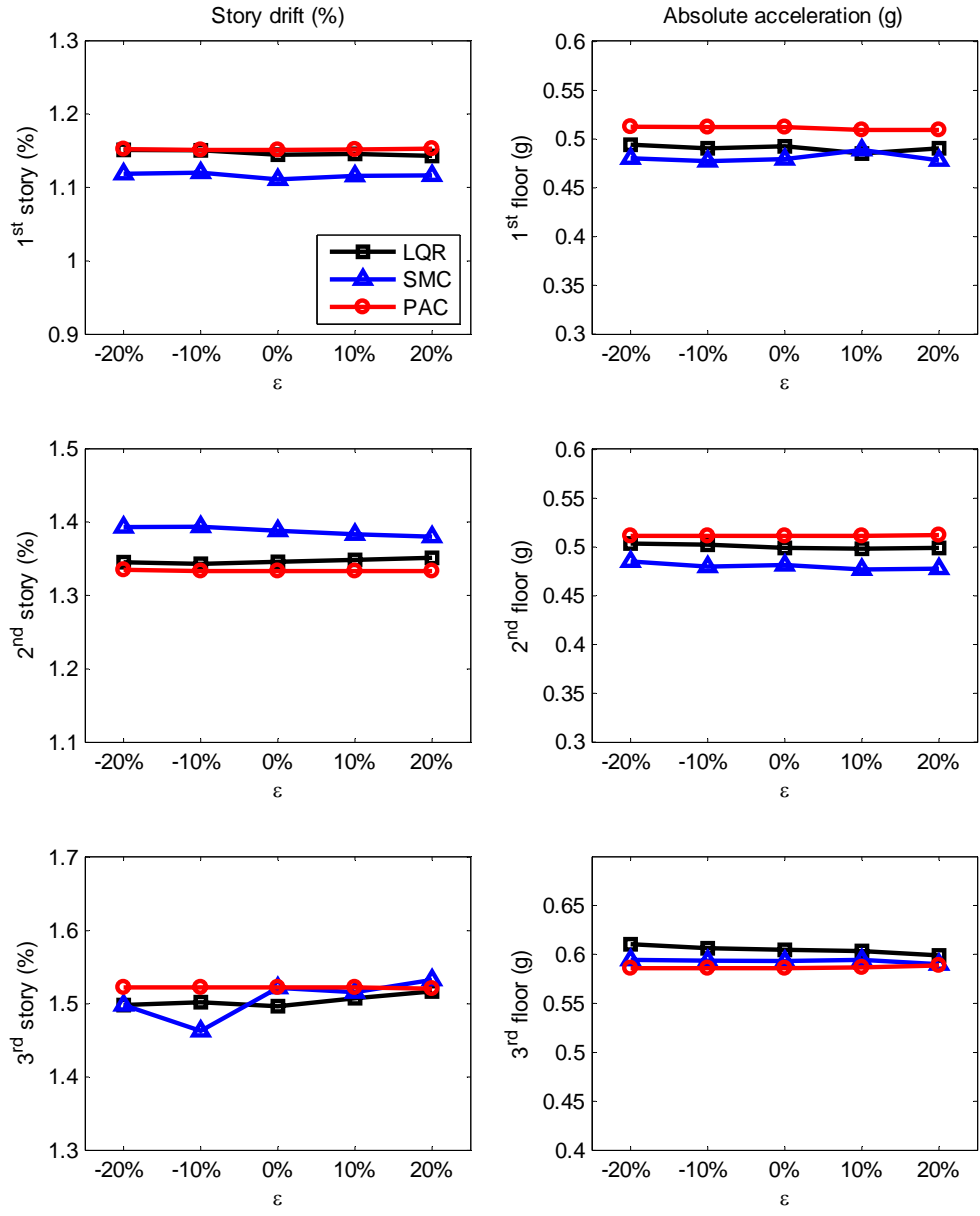 Story drift (%)
1.3
1.2
1.1
1
0.9
1st story (%)
-20% -10% 0% 10% 20%
ε
LQR
SMC
PAC
Absolute acceleration (g)
0.6
0.55
0.5
0.45
0.4
0.35
0.3
1st floor (g)
-20% -10% 0% 10% 20%
ε
1.5
1.4
1.3
1.2
1.1
2nd story (%)
-20% -10% 0% 10% 20%
ε
0.6
0.55
0.5
0.45
0.4
0.35
0.3
2nd floor (g)
-20% -10% 0% 10% 20%
ε
1.7
1.6
1.5
1.4
1.3
3rd story (%)
-20% -10% 0% 10% 20%
ε
0.65
0.6
0.55
0.5
0.45
0.4
3rd floor (g)
-20% -10% 0% 10% 20%
ε